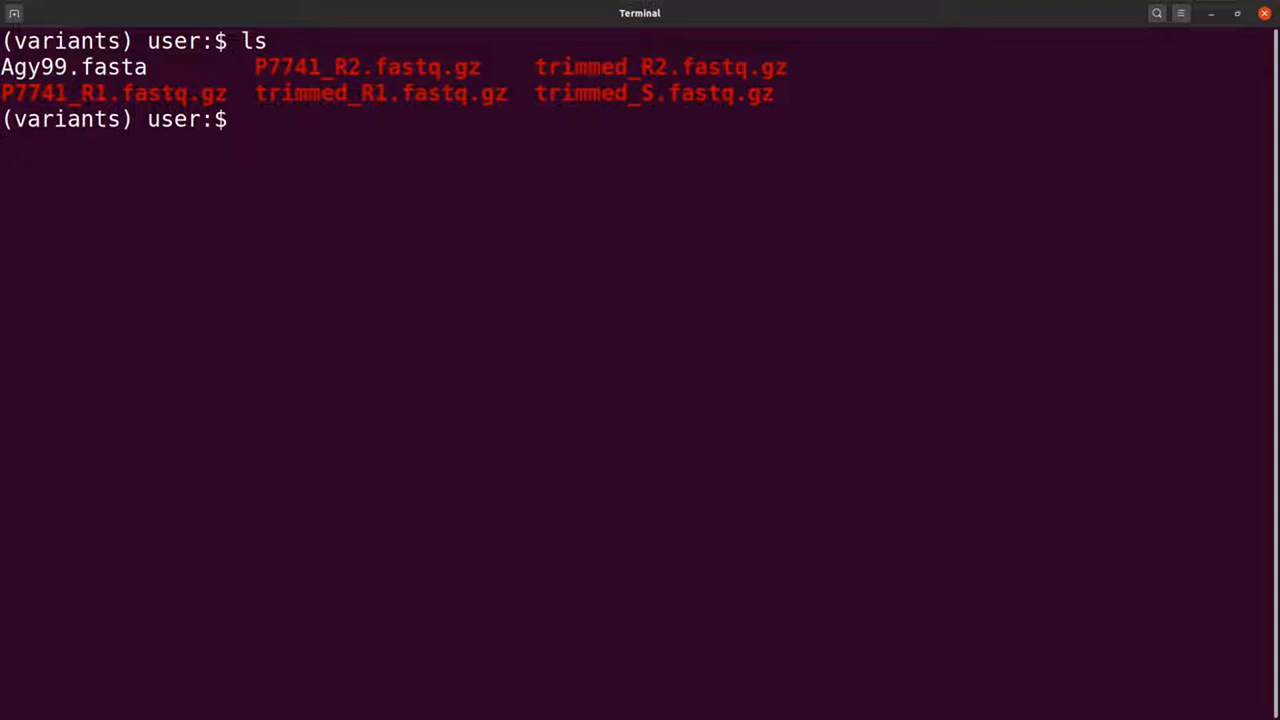 Terminal
(variants) user:$ ls
Agy99.fasta P7741_R2.fastq.gz trimmed_R2.fastq.gz
P7741_R1.fastq.gz trimmed_R1.fastq.gz trimmed_S.fastq.gz
(variants) user:$